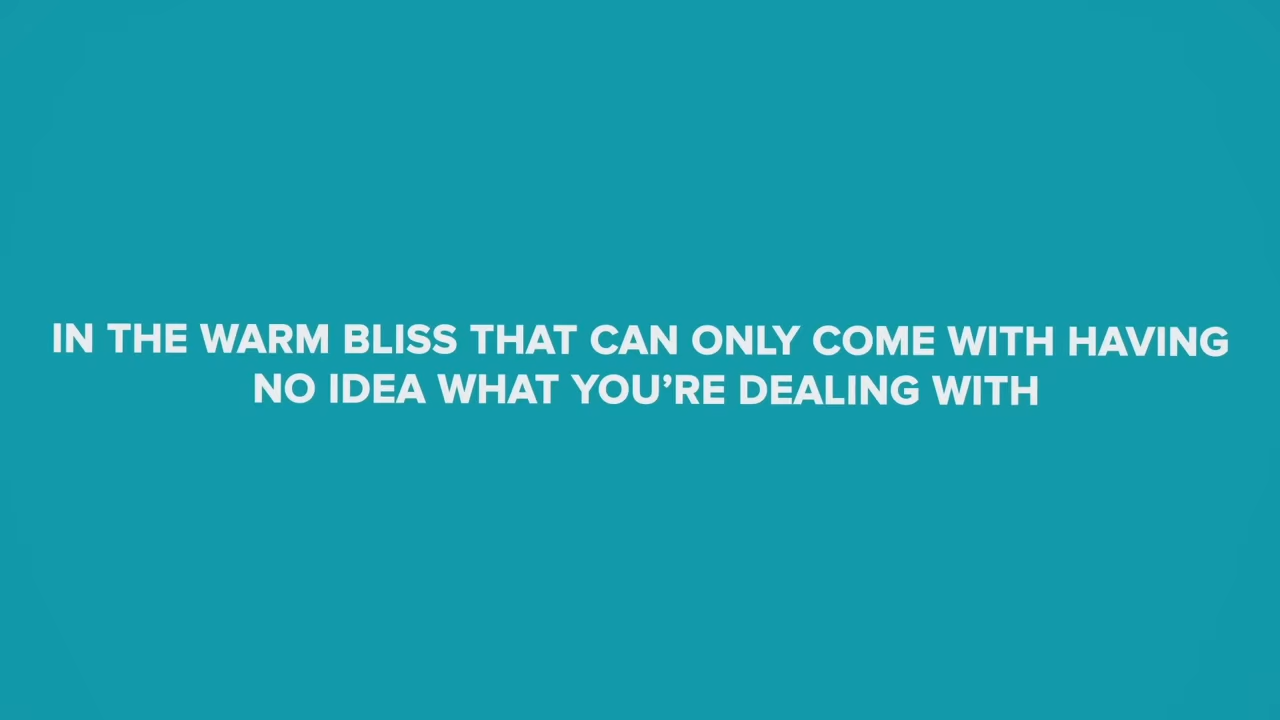 IN THE WARM BLISS THAT CAN ONLY COME WITH HAVING
NO IDEA WHAT YOU’RE DEALING WITH